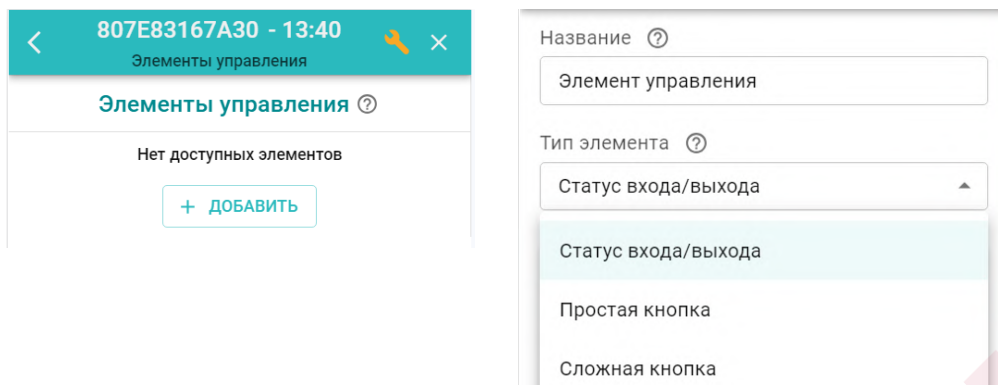 807E83167A30 - 13:40
Элементы управления
Элементы управления
Нет доступных элементов
+ ДОБАВИТЬ
Название
Элемент управления
Тип элемента
Статус входа/выхода
Статус входа/выхода
Простая кнопка
Сложная кнопка